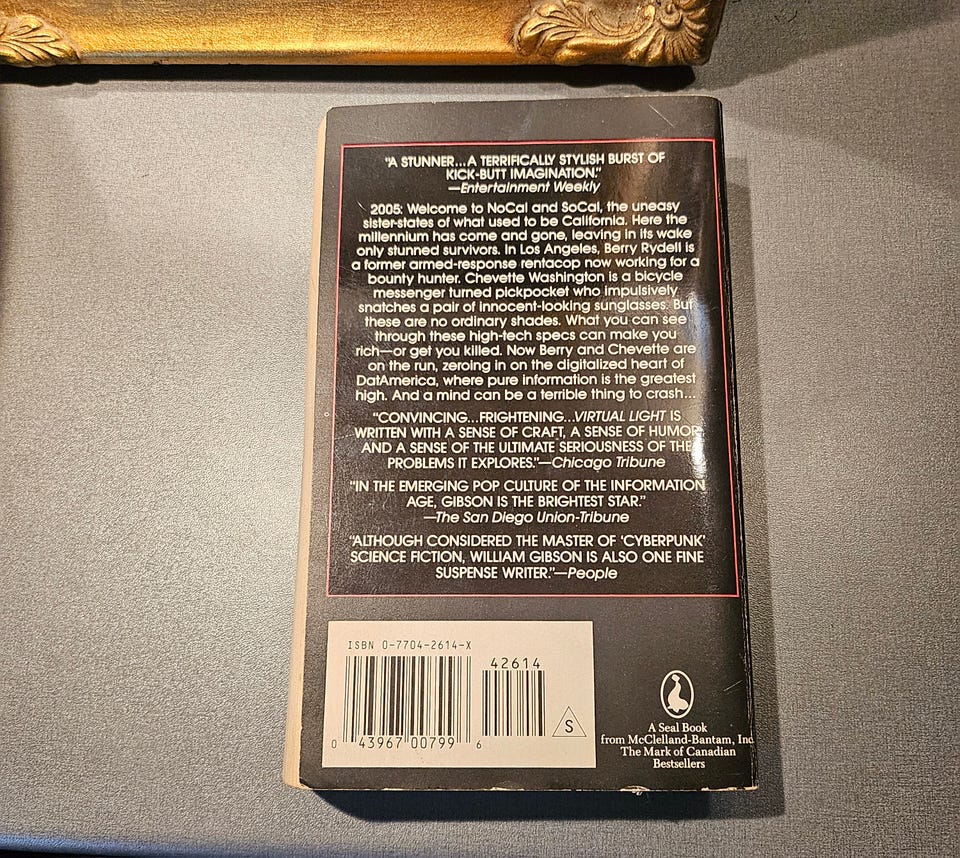 "A STUNNER...A TERRIFICALLY STYLISH BURST OF
KICK-BUTT IMAGINATION."
—Entertainment Weekly
2005: Welcome to NoCal and SoCal, the uneasy
sister-states of what used to be California. Here the
millennium has come and gone, leaving in its wake
only stunned survivors. In Los Angeles, Berry Rydell is
a former armed-response rentacop now working for a
bounty hunter. Chevette Washington is a bicycle
messenger turned pickpocket who impulsively
snatches a pair of innocent-looking sunglasses. But
these are no ordinary shades. What you can see
through these high-tech specs can make you
rich—or get you killed. Now Berry and Chevette are
on the run, zeroing in on the digitalized heart of
DatAmerica, where pure information is the greatest
high. And a mind can be a terrible thing to crash...
"CONVINCING...FRIGHTENING...VIRTUAL LIGHT IS
WRITTEN WITH A SENSE OF CRAFT, A SENSE OF HUMOR
AND A SENSE OF THE ULTIMATE SERIOUSNESS OF THE
PROBLEMS IT EXPLORES."—Chicago Tribune
"IN THE EMERGING POP CULTURE OF THE INFORMATION
AGE, GIBSON IS THE BRIGHTEST STAR."
—The San Diego Union-Tribune
"ALTHOUGH CONSIDERED THE MASTER OF 'CYBERPUNK'
SCIENCE FICTION, WILLIAM GIBSON IS ALSO ONE FINE
SUSPENSE WRITER."—People
ISBN 0-7704-2614-X
42614
0 43967 00799 6
S
A Seal Book
from McClelland-Bantam, Inc
The Mark of Canadian
Bestsellers